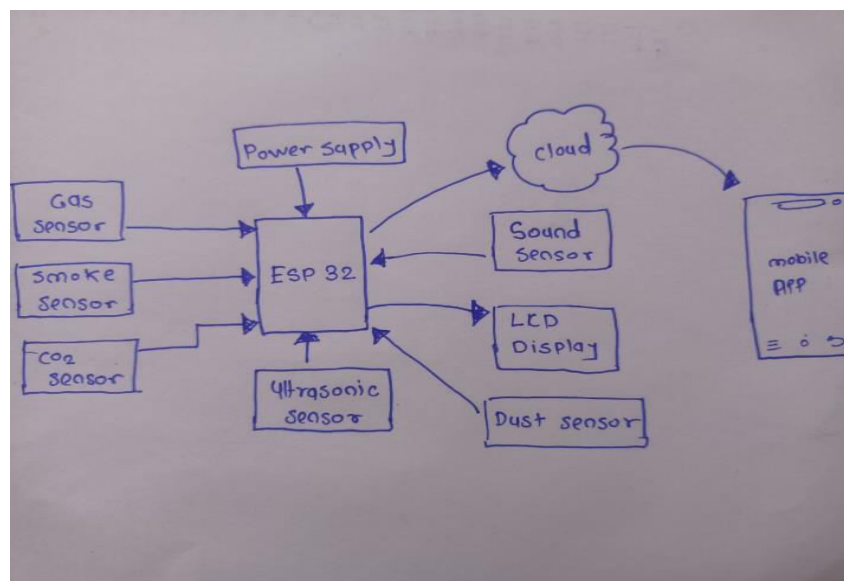 Power supply
cloud
Gas
sensor
Sound
sensor
mobile
APP
smoke
sensor
ESP 32
LCD
Display
CO2
sensor
Ultrasonic
sensor
Dust sensor